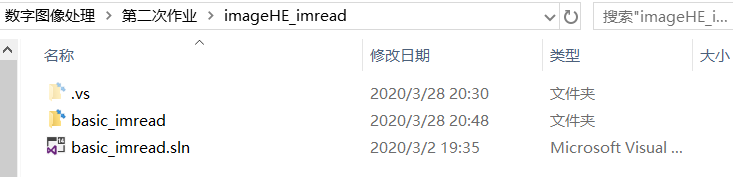 数字图像处理 > 第二次作业 > imageHE_imread 搜索"imageHE_i...
名称 修改日期 类型 大小
.vs 2020/3/28 20:30 文件夹
basic_imread 2020/3/28 20:48 文件夹
basic_imread.sln 2020/3/2 19:35 Microsoft Visual ...